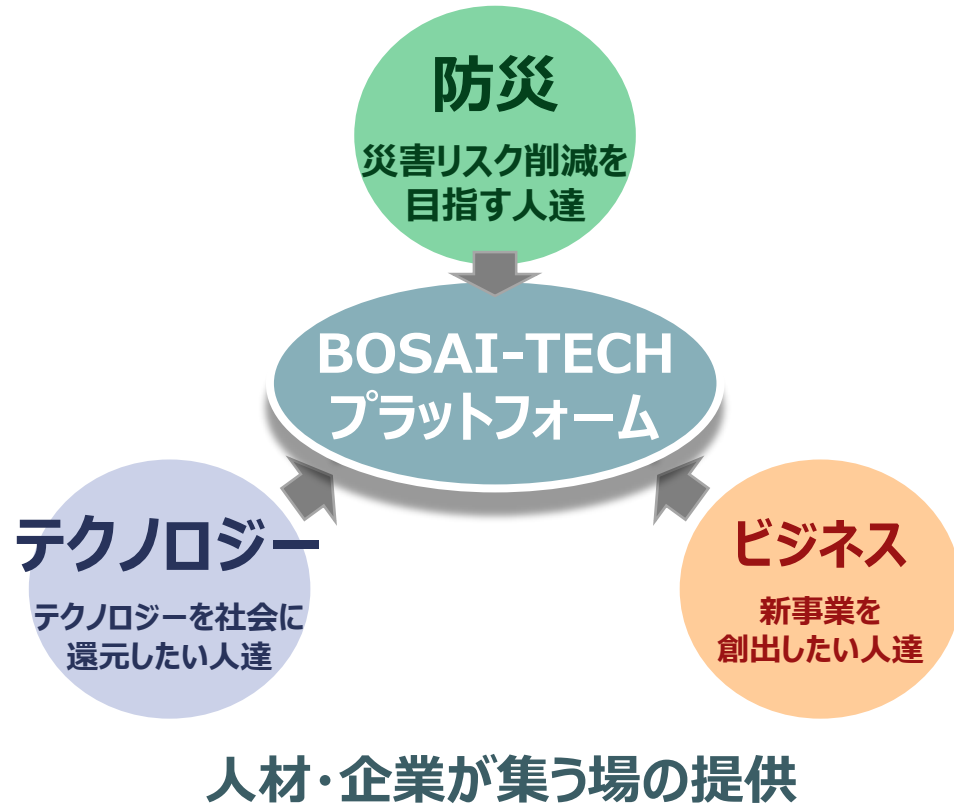 防災
災害リスク削減を
目指す人達
BOSAI-TECH
プラットフォーム
テクノロジー
テクノロジーを社会に
還元したい人達
ビジネス
新事業を
創出したい人達
人材・企業が集う場の提供